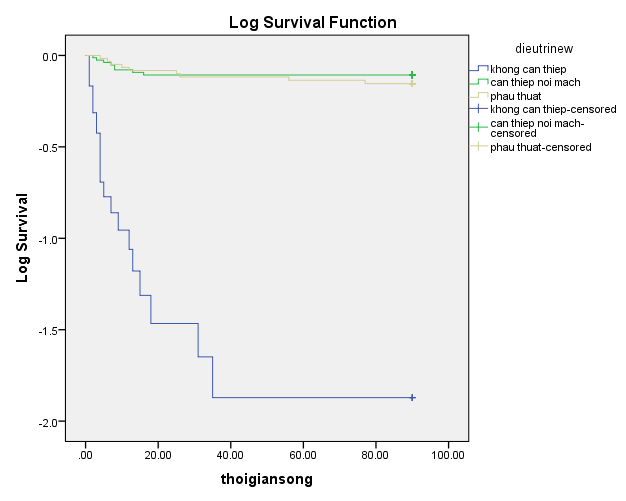 Log Survival Function
dieutrinew
khong can thiep
can thiep noi mach
phau thuat
khong can thiep-censored
can thiep noi mach-
censored
phau thuat-censored
Log Survival
0.0
-0.5
-1.0
-1.5
-2.0
.00 20.00 40.00 60.00 80.00 100.00
thoigiansong